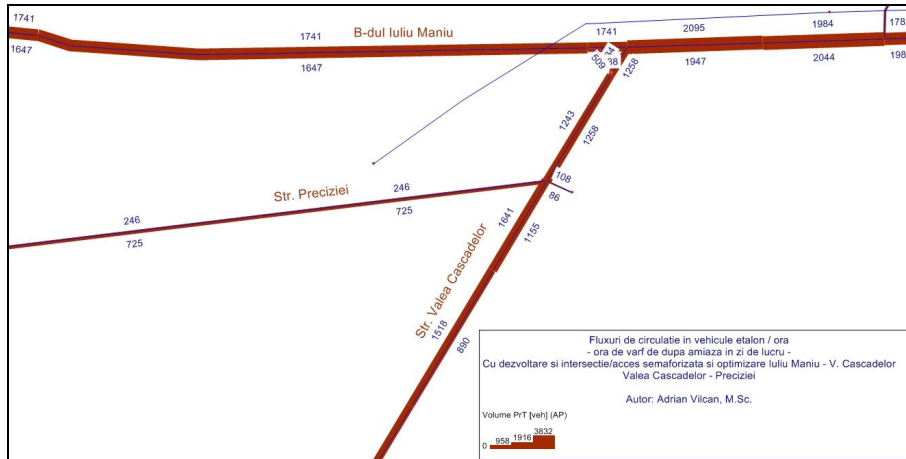 1741
1741
2095
1984
178
B-dul Iuliu Maniu
1647
1647
509
34
38
1258
1947
2044
198
1243
1258
108
86
Str. Preciziei
246
246
725
725
1641
1155
Str. Valea Cascadelor
1518
890
Fluxuri de circulatie in vehicule etalon / ora
- ora de varf de dupa amiaza in zi de lucru -
Cu dezvoltare si intersectie/acces semaforizata si optimizare Iuliu Maniu - V. Cascadelor
Valea Cascadelor - Preciziei
Autor: Adrian Vilcan, M.Sc.
Volume PrT [veh] (AP)
0 958 1916 3832